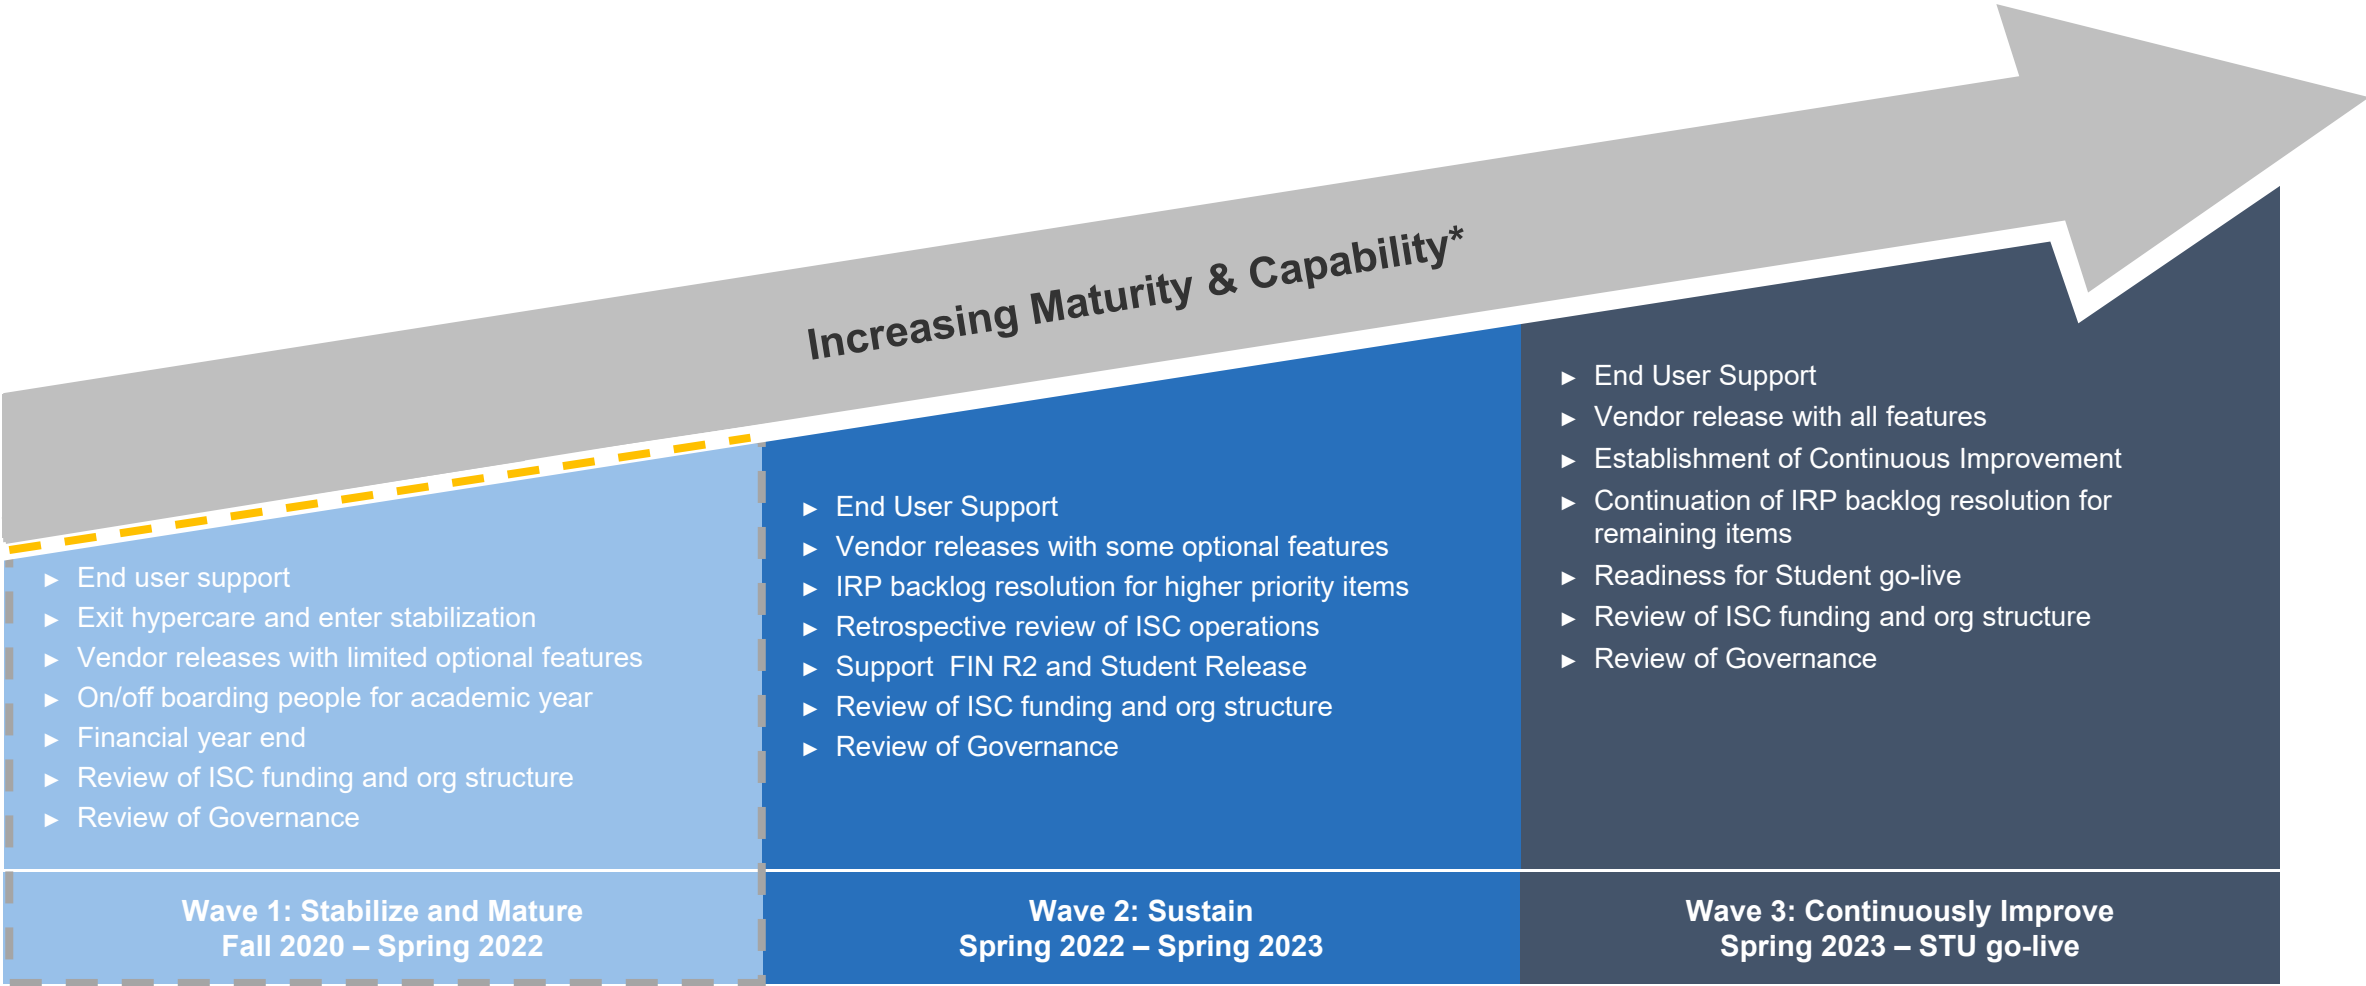 Increasing Maturity & Capability*
► End user support
► Exit hypercare and enter stabilization
► Vendor releases with limited optional features
► On/off boarding people for academic year
► Financial year end
► Review of ISC funding and org structure
► Review of Governance
Wave 1: Stabilize and Mature
Fall 2020 – Spring 2022
► End User Support
► Vendor releases with some optional features
► IRP backlog resolution for higher priority items
► Retrospective review of ISC operations
► Support  FIN R2 and Student Release
► Review of ISC funding and org structure
► Review of Governance
Wave 2: Sustain
Spring 2022 – Spring 2023
► End User Support
► Vendor release with all features
► Establishment of Continuous Improvement
► Continuation of IRP backlog resolution for
remaining items
► Readiness for Student go-live
► Review of ISC funding and org structure
► Review of Governance
Wave 3: Continuously Improve
Spring 2023 – STU go-live